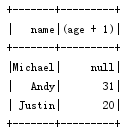 +-------+---------+
|   name|(age + 1)|
+-------+---------+
|Michael|     null|
|   Andy|       31|
| Justin|       20|
+-------+---------+